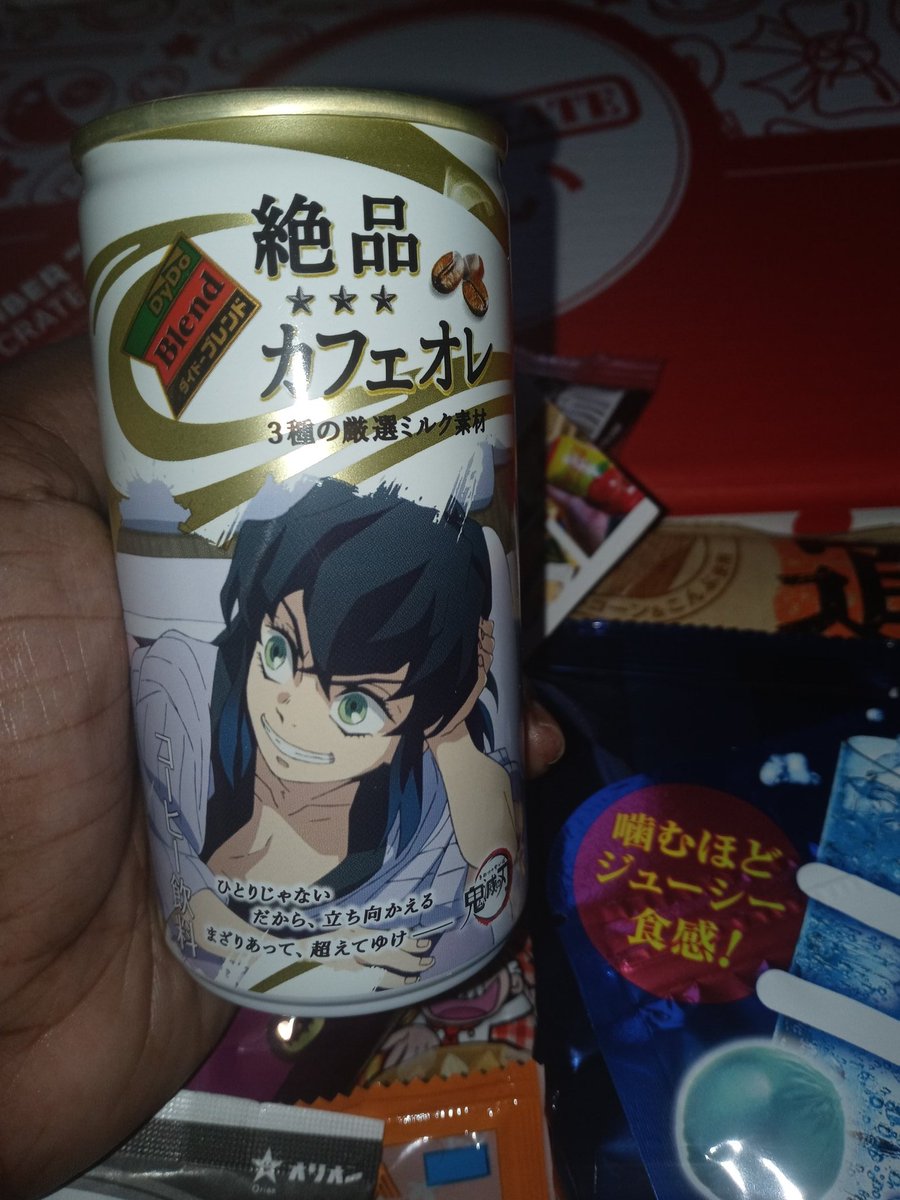 絶品
★★★
カフェオレ
3種の厳選ミルク素材
DyDo
Blend
ダイドーブレンド
コーヒー飲料
ひとりじゃない
だから、立ち向かえる
まざりあって、超えてゆけ──
鬼滅の刃
噛むほど
ジューシー
食感!
オリオン
Orion
CRATE